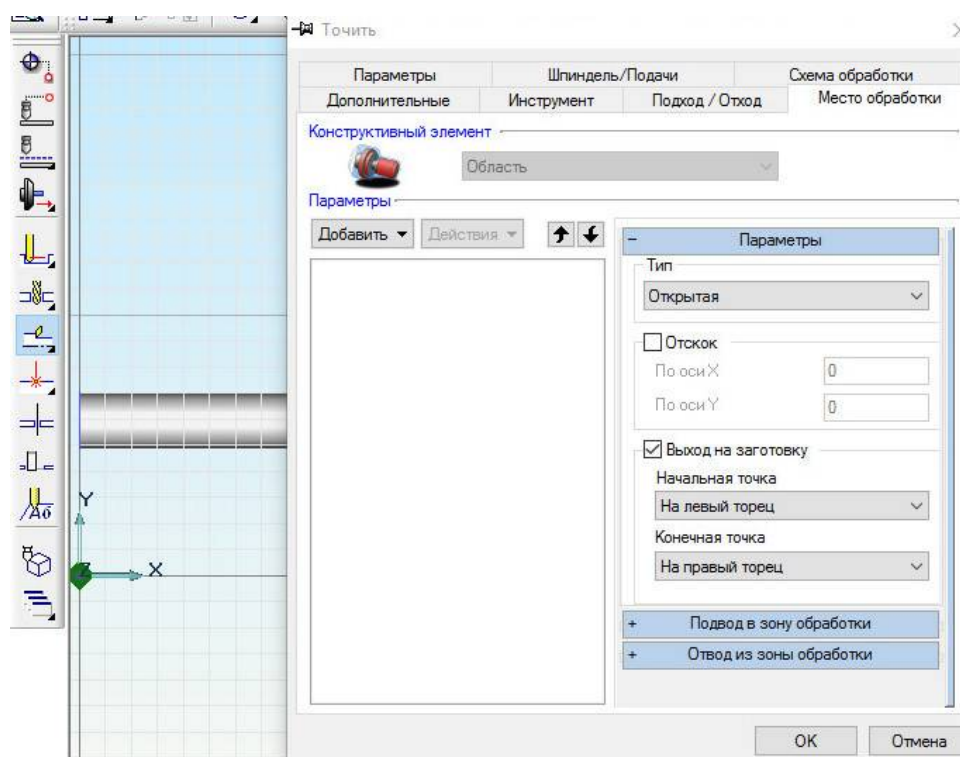 Точить
Параметры Шпиндель/Подачи Схема обработки
Дополнительные Инструмент Подход / Отход Место обработки
Конструктивный элемент
Область
Параметры
Добавить Действия
- Параметры
Тип
Открытая
Отскок
По оси X 0
По оси Y 0
Выход на заготовку
Начальная точка
На левый торец
Конечная точка
На правый торец
+ Подвод в зону обработки
+ Отвод из зоны обработки
OK Отмена
Aб
Y
Z X